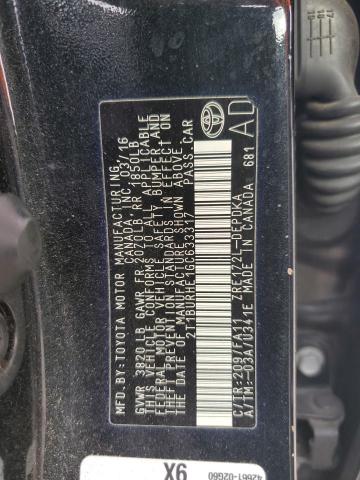 MFD. BY: TOYOTA MOTOR MANUFACTURING
CANADA, INC. 03/16
GVWR 3820 LB GAWR FR 2070LB RR 1850LB
THIS VEHICLE CONFORMS TO ALL APPLICABLE
FEDERAL MOTOR VEHICLE SAFETY, BUMPER AND
THEFT PREVENTION STANDARDS IN EFFECT ON
THE DATE OF MANUFACTURE SHOWN ABOVE.
2T1BURHE1GC633317 PASS.CAR
C/TR:209/FA11 ZRE172L-DEPDKA
A/TM:-03A/0341E MADE IN CANADA 681
AD
9X
42661-02G60